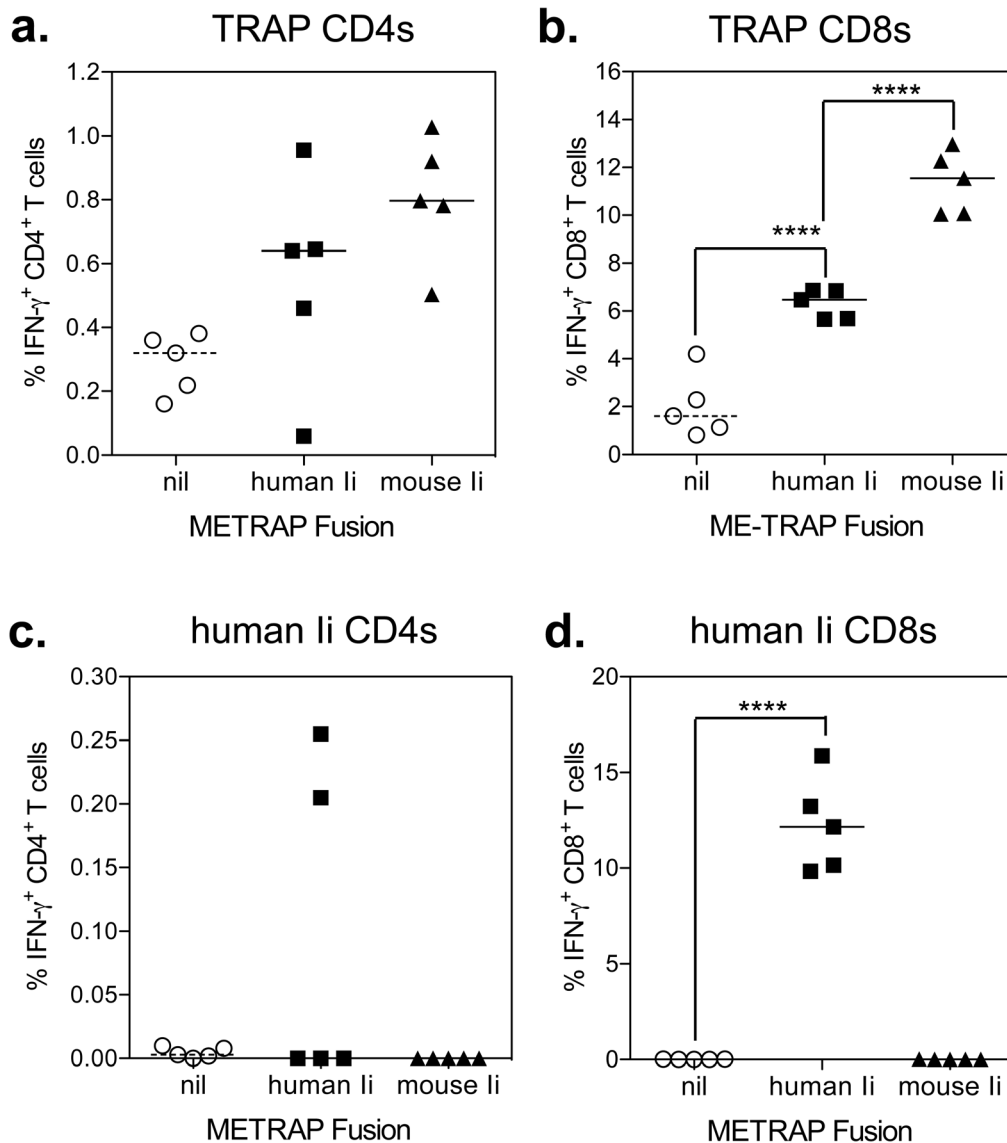 a. TRAP CD4s
% IFN-γ+ CD4+ T cells
1.2
1.0
0.8
0.6
0.4
0.2
0.0
nil human Ii mouse Ii
METRAP Fusion
b. TRAP CD8s
% IFN-γ+ CD8+ T cells
16
14
12
10
8
6
4
2
0
****
****
nil human Ii mouse Ii
ME-TRAP Fusion
c. human Ii CD4s
% IFN-γ+ CD4+ T cells
0.30
0.25
0.20
0.15
0.10
0.05
0.00
nil human Ii mouse Ii
METRAP Fusion
d. human Ii CD8s
% IFN-γ+ CD8+ T cells
20
15
10
5
0
****
nil human Ii mouse Ii
METRAP Fusion